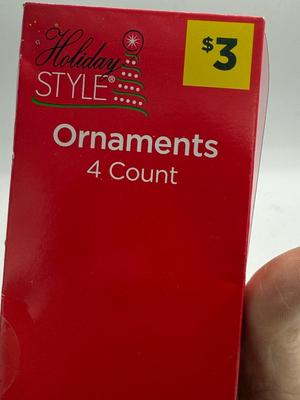 Holiday
STYLE®
$3
Ornaments
4 Count